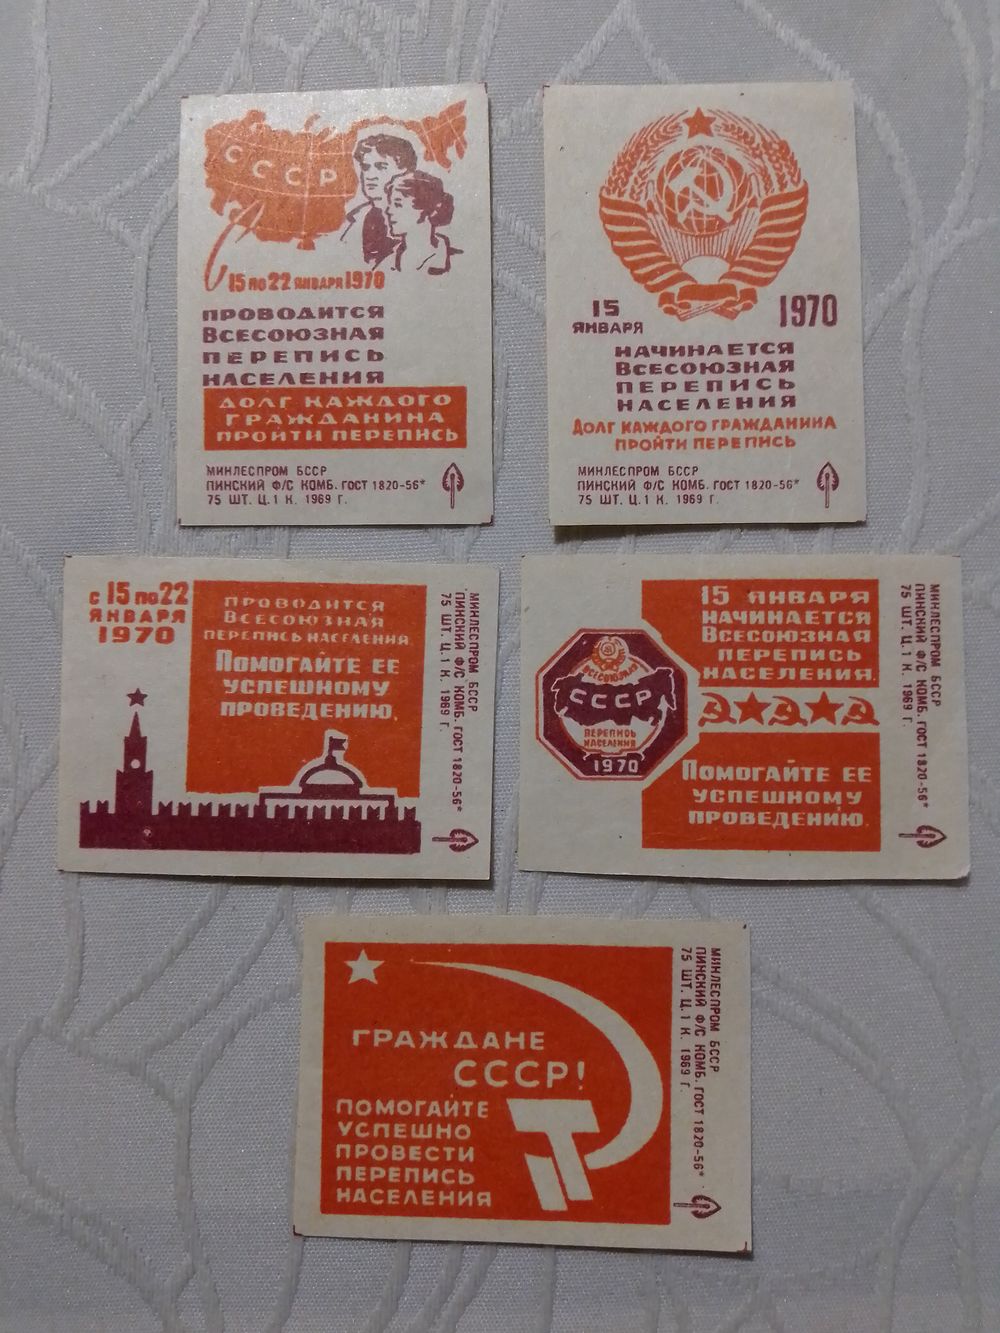 СССР
С 15 по 22 ЯНВАРЯ 1970
ПРОВОДИТСЯ
ВСЕСОЮЗНАЯ
ПЕРЕПИСЬ
НАСЕЛЕНИЯ
ДОЛГ КАЖДОГО
ГРАЖДАНИНА
ПРОЙТИ ПЕРЕПИСЬ
МИНЛЕСПРОМ БССР
ПИНСКИЙ Ф/С КОМБ. ГОСТ 1820-56*
75 ШТ. Ц. 1 К. 1969 Г.
15
ЯНВАРЯ
1970
НАЧИНАЕТСЯ
ВСЕСОЮЗНАЯ
ПЕРЕПИСЬ
НАСЕЛЕНИЯ
ДОЛГ КАЖДОГО ГРАЖДАНИНА
ПРОЙТИ ПЕРЕПИСЬ
МИНЛЕСПРОМ БССР
ПИНСКИЙ Ф/С КОМБ. ГОСТ 1820-56*
75 ШТ. Ц. 1 К. 1969 Г.
с 15 по 22
ЯНВАРЯ
1970
ПРОВОДИТСЯ
ВСЕСОЮЗНАЯ
ПЕРЕПИСЬ НАСЕЛЕНИЯ.
ПОМОГАЙТЕ ЕЕ
УСПЕШНОМУ
ПРОВЕДЕНИЮ.
МИНЛЕСПРОМ БССР
ПИНСКИЙ Ф/С КОМБ. ГОСТ 1820-56*
75 ШТ. Ц. 1 К. 1969 Г.
ВСЕСОЮЗНАЯ
СССР
ПЕРЕПИСЬ
НАСЕЛЕНИЯ
1970
15 ЯНВАРЯ
НАЧИНАЕТСЯ
ВСЕСОЮЗНАЯ
ПЕРЕПИСЬ
НАСЕЛЕНИЯ.
ПОМОГАЙТЕ ЕЕ
УСПЕШНОМУ
ПРОВЕДЕНИЮ.
МИНЛЕСПРОМ БССР
ПИНСКИЙ Ф/С КОМБ. ГОСТ 1820-56*
75 ШТ. Ц. 1 К. 1969 Г.
ГРАЖДАНЕ
СССР!
ПОМОГАЙТЕ
УСПЕШНО
ПРОВЕСТИ
ПЕРЕПИСЬ
НАСЕЛЕНИЯ
МИНЛЕСПРОМ БССР
ПИНСКИЙ Ф/С КОМБ. ГОСТ 1820-56*
75 ШТ. Ц. 1 К. 1969 Г.